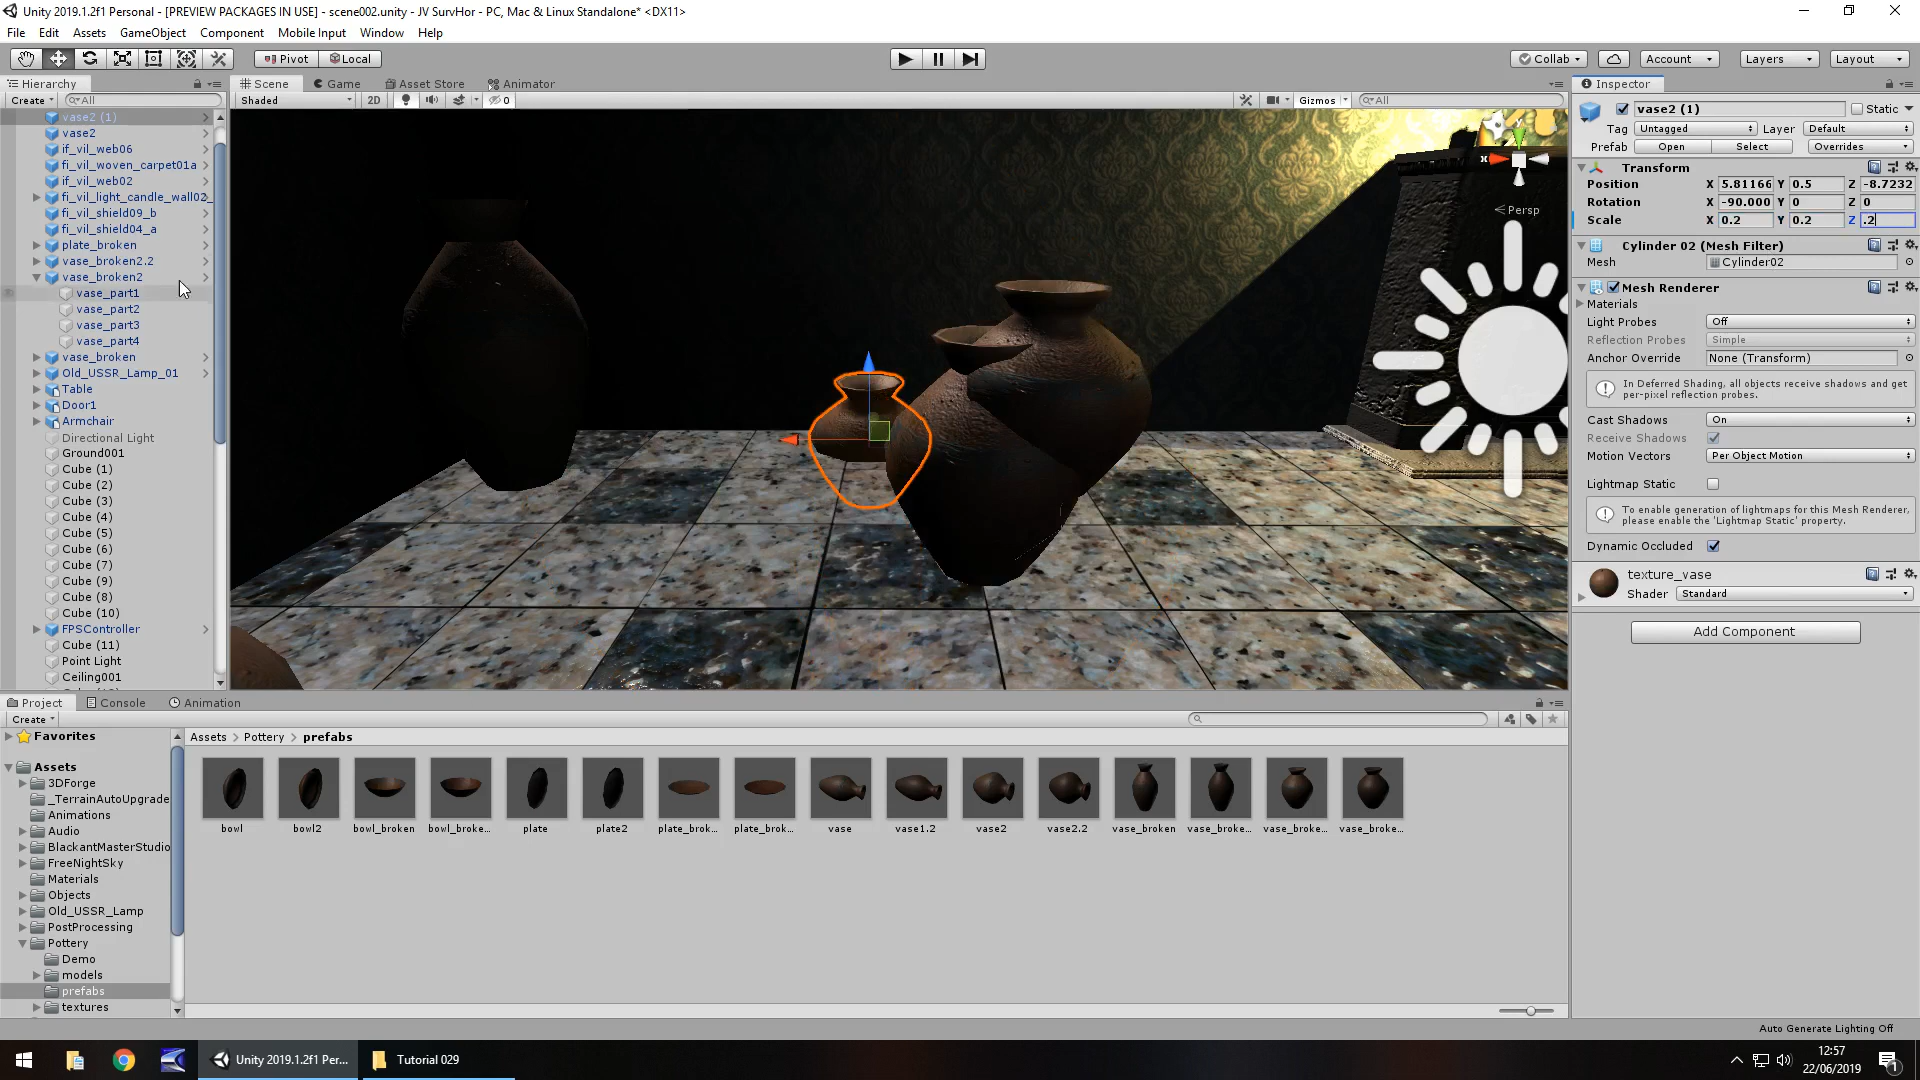 Unity 2019.1.2f1 Personal - [PREVIEW PACKAGES IN USE] - scene002.unity - JV SurvHor - PC, Mac & Linux Standalone* <DX11>
File Edit Assets GameObject Component Mobile Input Window Help
Pivot Local Collab Account Layers Layout
Hierarchy Scene Game Asset Store Animator Inspector
Create All Shaded 2D 0 Gizmos All
vase2 (1)
vase2
if_vil_web06
fi_vil_woven_carpet01a
if_vil_web02
fi_vil_light_candle_wall02_
fi_vil_shield09_b
fi_vil_shield04_a
plate_broken
vase_broken2.2
vase_broken2
vase_part1
vase_part2
vase_part3
vase_part4
vase_broken
Old_USSR_Lamp_01
Table
Door1
Armchair
Directional Light
Ground001
Cube (1)
Cube (2)
Cube (3)
Cube (4)
Cube (5)
Cube (6)
Cube (7)
Cube (9)
Cube (8)
Cube (10)
FPSController
Cube (11)
Point Light
Ceiling001
y
x
Persp
vase2 (1) Static
Tag Untagged Layer Default
Prefab Open Select Overrides
Transform
Position X 5.81166 Y 0.5 Z -8.7232
Rotation X -90.000 Y 0 Z 0
Scale X 0.2 Y 0.2 Z .2
Cylinder 02 (Mesh Filter)
Mesh Cylinder02
Mesh Renderer
Materials
Light Probes Off
Reflection Probes Simple
Anchor Override None (Transform)
In Deferred Shading, all objects receive shadows and get
per-pixel reflection probes.
Cast Shadows On
Receive Shadows
Motion Vectors Per Object Motion
Lightmap Static
To enable generation of lightmaps for this Mesh Renderer,
please enable the 'Lightmap Static' property.
Dynamic Occluded
texture_vase
Shader Standard
Add Component
Project Console Animation
Create
Favorites
Assets
3DForge
_TerrainAutoUpgrade
Animations
Audio
BlackantMasterStudio
FreeNightSky
Materials
Objects
Old_USSR_Lamp
PostProcessing
Pottery
Demo
models
prefabs
textures
Assets > Pottery > prefabs
bowl bowl2 bowl_broken bowl_broke... plate plate2 plate_brok... plate_brok... vase vase1.2 vase2 vase2.2 vase_broken vase_broke... vase_broke... vase_broke...
Auto Generate Lighting Off
Unity 2019.1.2f1 Per... Tutorial 029
12:57
22/06/2019
1